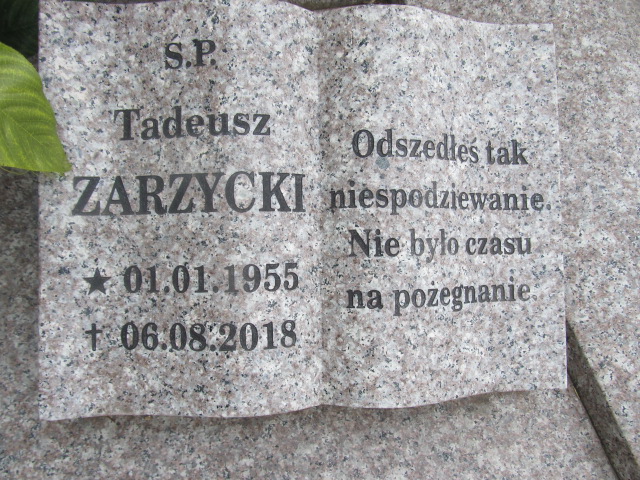 Ś.P.
Tadeusz
ZARZYCKI
★ 01.01.1955
† 06.08.2018
Odszedłeś tak
niespodziewanie.
Nie było czasu
na pożegnanie.